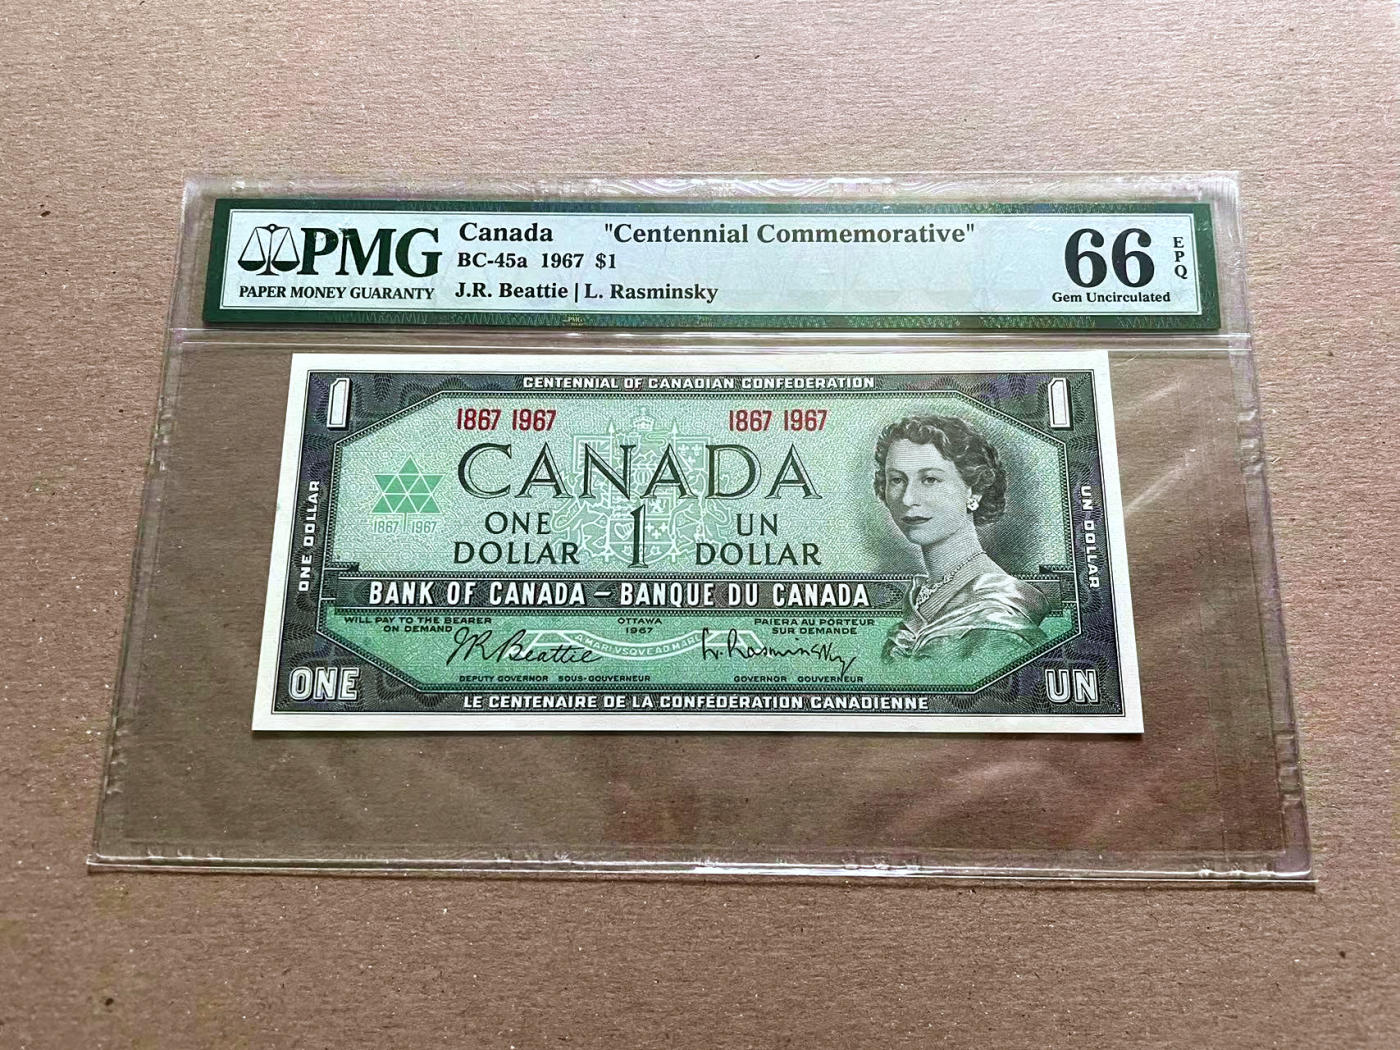 PMG
PAPER MONEY GUARANTY
Canada "Centennial Commemorative"
BC-45a 1967 $1
J.R. Beattie | L. Rasminsky
66
EPQ
Gem Uncirculated
CENTENNIAL OF CANADIAN CONFEDERATION
1
1
1867 1967
1867 1967
CANADA
1867 1967
ONE DOLLAR
1
UN DOLLAR
ONE DOLLAR
UN DOLLAR
BANK OF CANADA – BANQUE DU CANADA
WILL PAY TO THE BEARER ON DEMAND
OTTAWA 1967
PAIERA AU PORTEUR SUR DEMANDE
J.R. Beattie
L. Rasminsky
DEPUTY GOVERNOR SOUS-GOUVERNEUR
GOVERNOR GOUVERNEUR
ONE
UN
LE CENTENAIRE DE LA CONFÉDÉRATION CANADIENNE